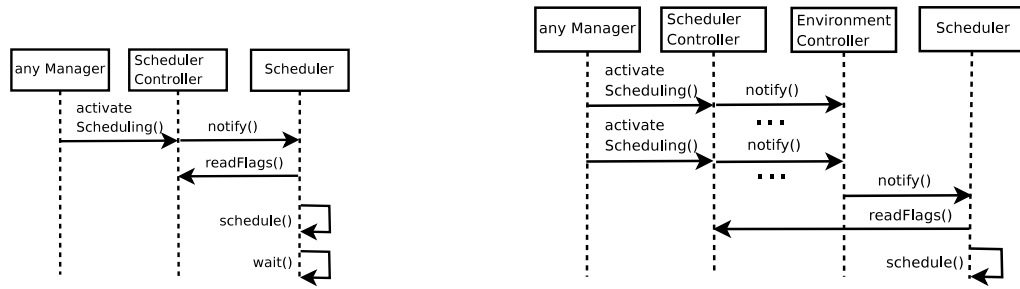 any Manager
Scheduler
Controller
Scheduler
activate
Scheduling()
notify()
readFlags()
schedule()
wait()
any Manager
Scheduler
Controller
Environment
Controller
Scheduler
activate
Scheduling()
notify()
...
activate
Scheduling()
notify()
...
notify()
readFlags()
schedule()